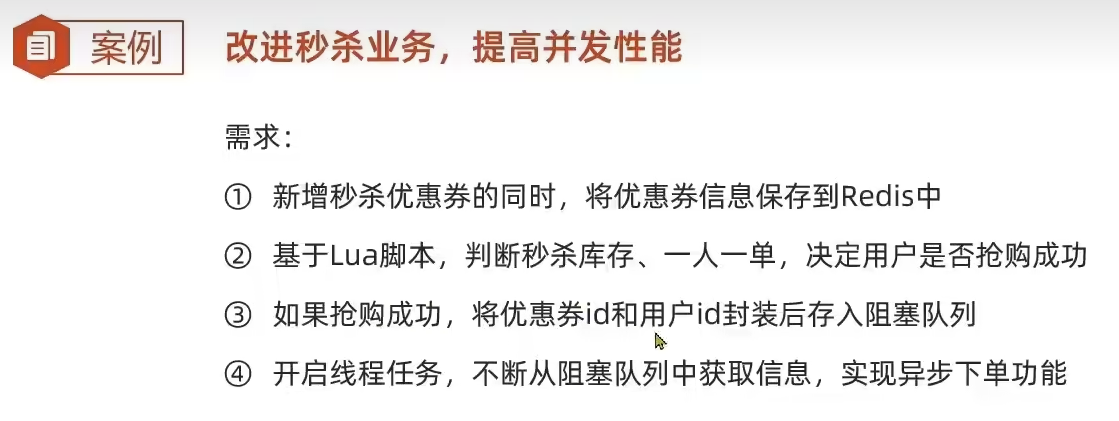 案例
改进秒杀业务，提高并发性能
需求：
① 新增秒杀优惠券的同时，将优惠券信息保存到Redis中
② 基于Lua脚本，判断秒杀库存、一人一单，决定用户是否抢购成功
③ 如果抢购成功，将优惠券id和用户id封装后存入阻塞队列
④ 开启线程任务，不断从阻塞队列中获取信息，实现异步下单功能